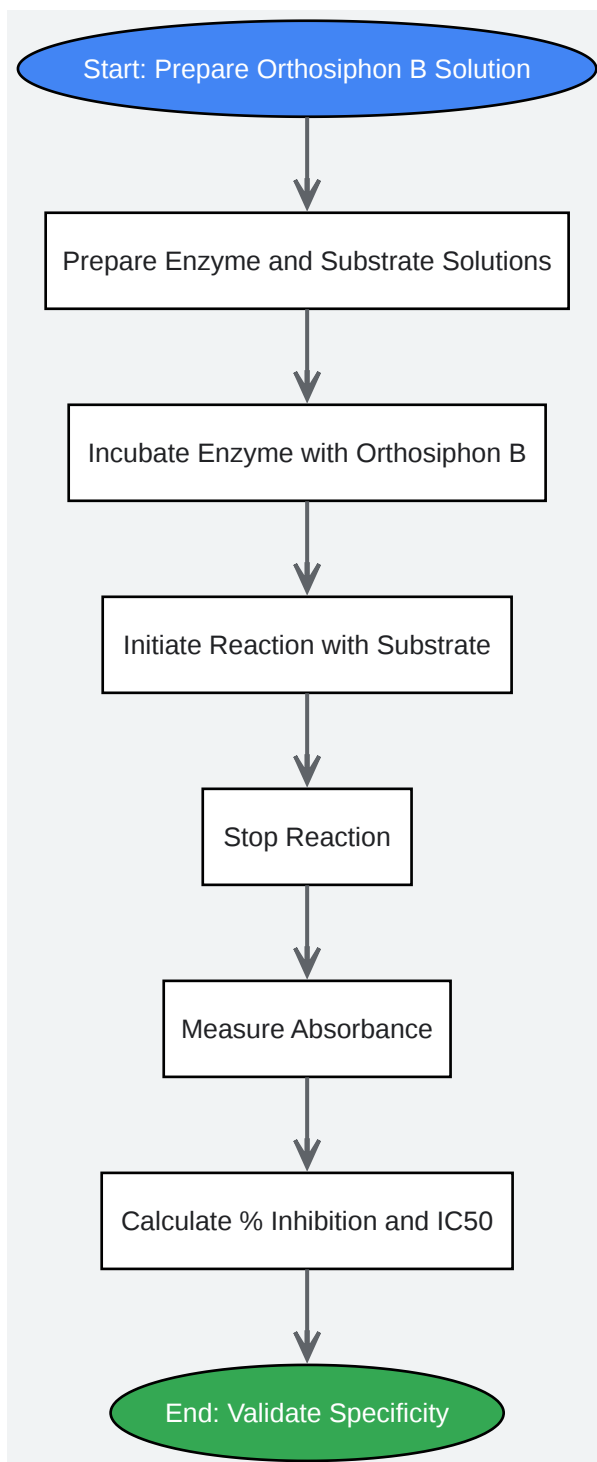 Start: Prepare Orthosiphon B Solution
Prepare Enzyme and Substrate Solutions
Incubate Enzyme with Orthosiphon B
Initiate Reaction with Substrate
Stop Reaction
Measure Absorbance
Calculate % Inhibition and IC50
End: Validate Specificity